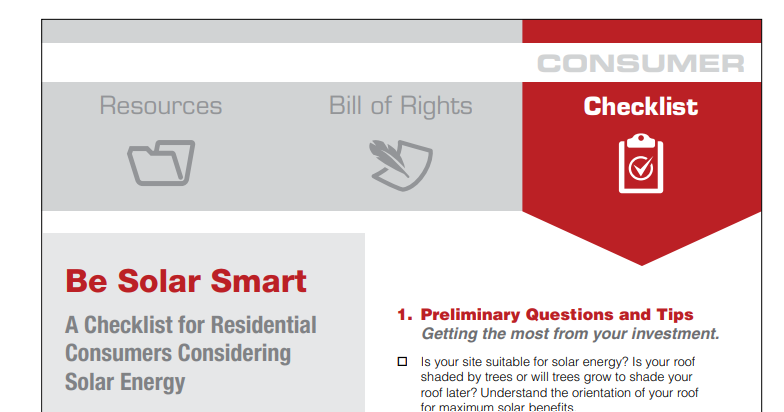 CONSUMER
Resources
Bill of Rights
Checklist
Be Solar Smart
A Checklist for Residential
Consumers Considering
Solar Energy
1. Preliminary Questions and Tips
Getting the most from your investment.
Is your site suitable for solar energy? Is your roof
shaded by trees or will trees grow to shade your
roof later? Understand the orientation of your roof
for maximum solar benefits